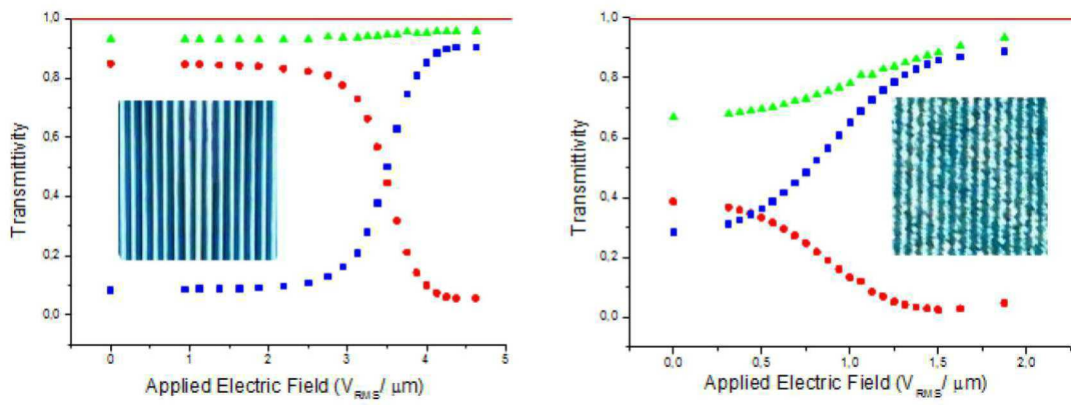 1,0
0,8
0,6
0,4
0,2
0,0
Transmittivity
0 1 2 3 4 5
Applied Electric Field (V_RMS/ μm)
1,0
0,8
0,6
0,4
0,2
0,0
Transmittivity
0,0 0,5 1,0 1,5 2,0
Applied Electric Field (V_RMS/ μm)